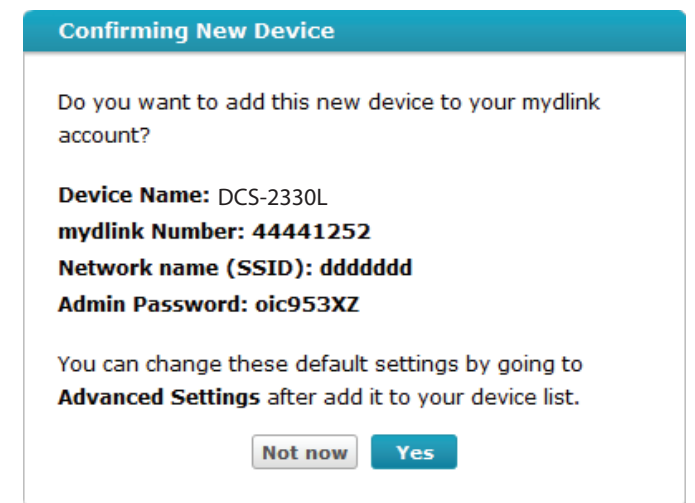 Confirming New Device
Do you want to add this new device to your mydlink
account?
Device Name: DCS-2330L
mydlink Number: 44441252
Network name (SSID): ddddddd
Admin Password: oic953XZ
You can change these default settings by going to
Advanced Settings after add it to your device list.
Not now Yes